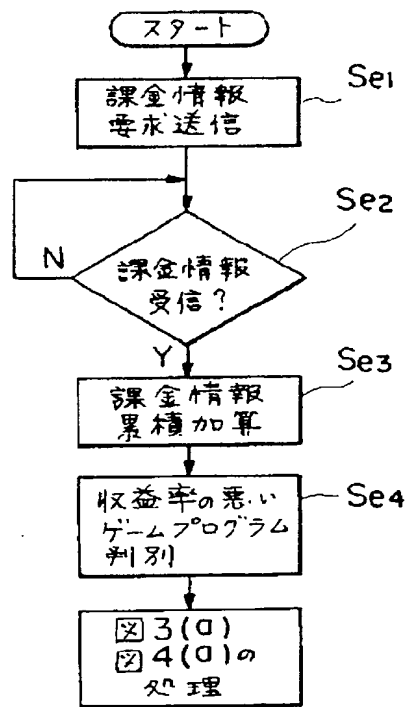 スタート
課金情報
要求送信
Se1
課金情報
受信？
Se2
N
Y
課金情報
累積加算
Se3
収益率の悪い
ゲームプログラム
判別
Se4
図3(a)
図4(a)の
処理